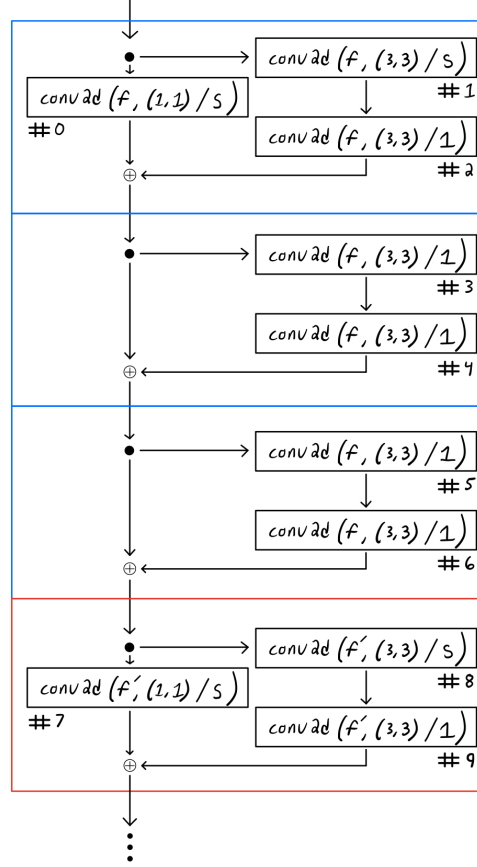 conv2d (f, (3,3) / s)
#1
conv2d (f, (1,1) / s)
#0
conv2d (f, (3,3) / 1)
#2
conv2d (f, (3,3) / 1)
#3
conv2d (f, (3,3) / 1)
#4
conv2d (f, (3,3) / 1)
#5
conv2d (f, (3,3) / 1)
#6
conv2d (f′, (3,3) / s)
#8
conv2d (f′, (1,1) / s)
#7
conv2d (f′, (3,3) / 1)
#9